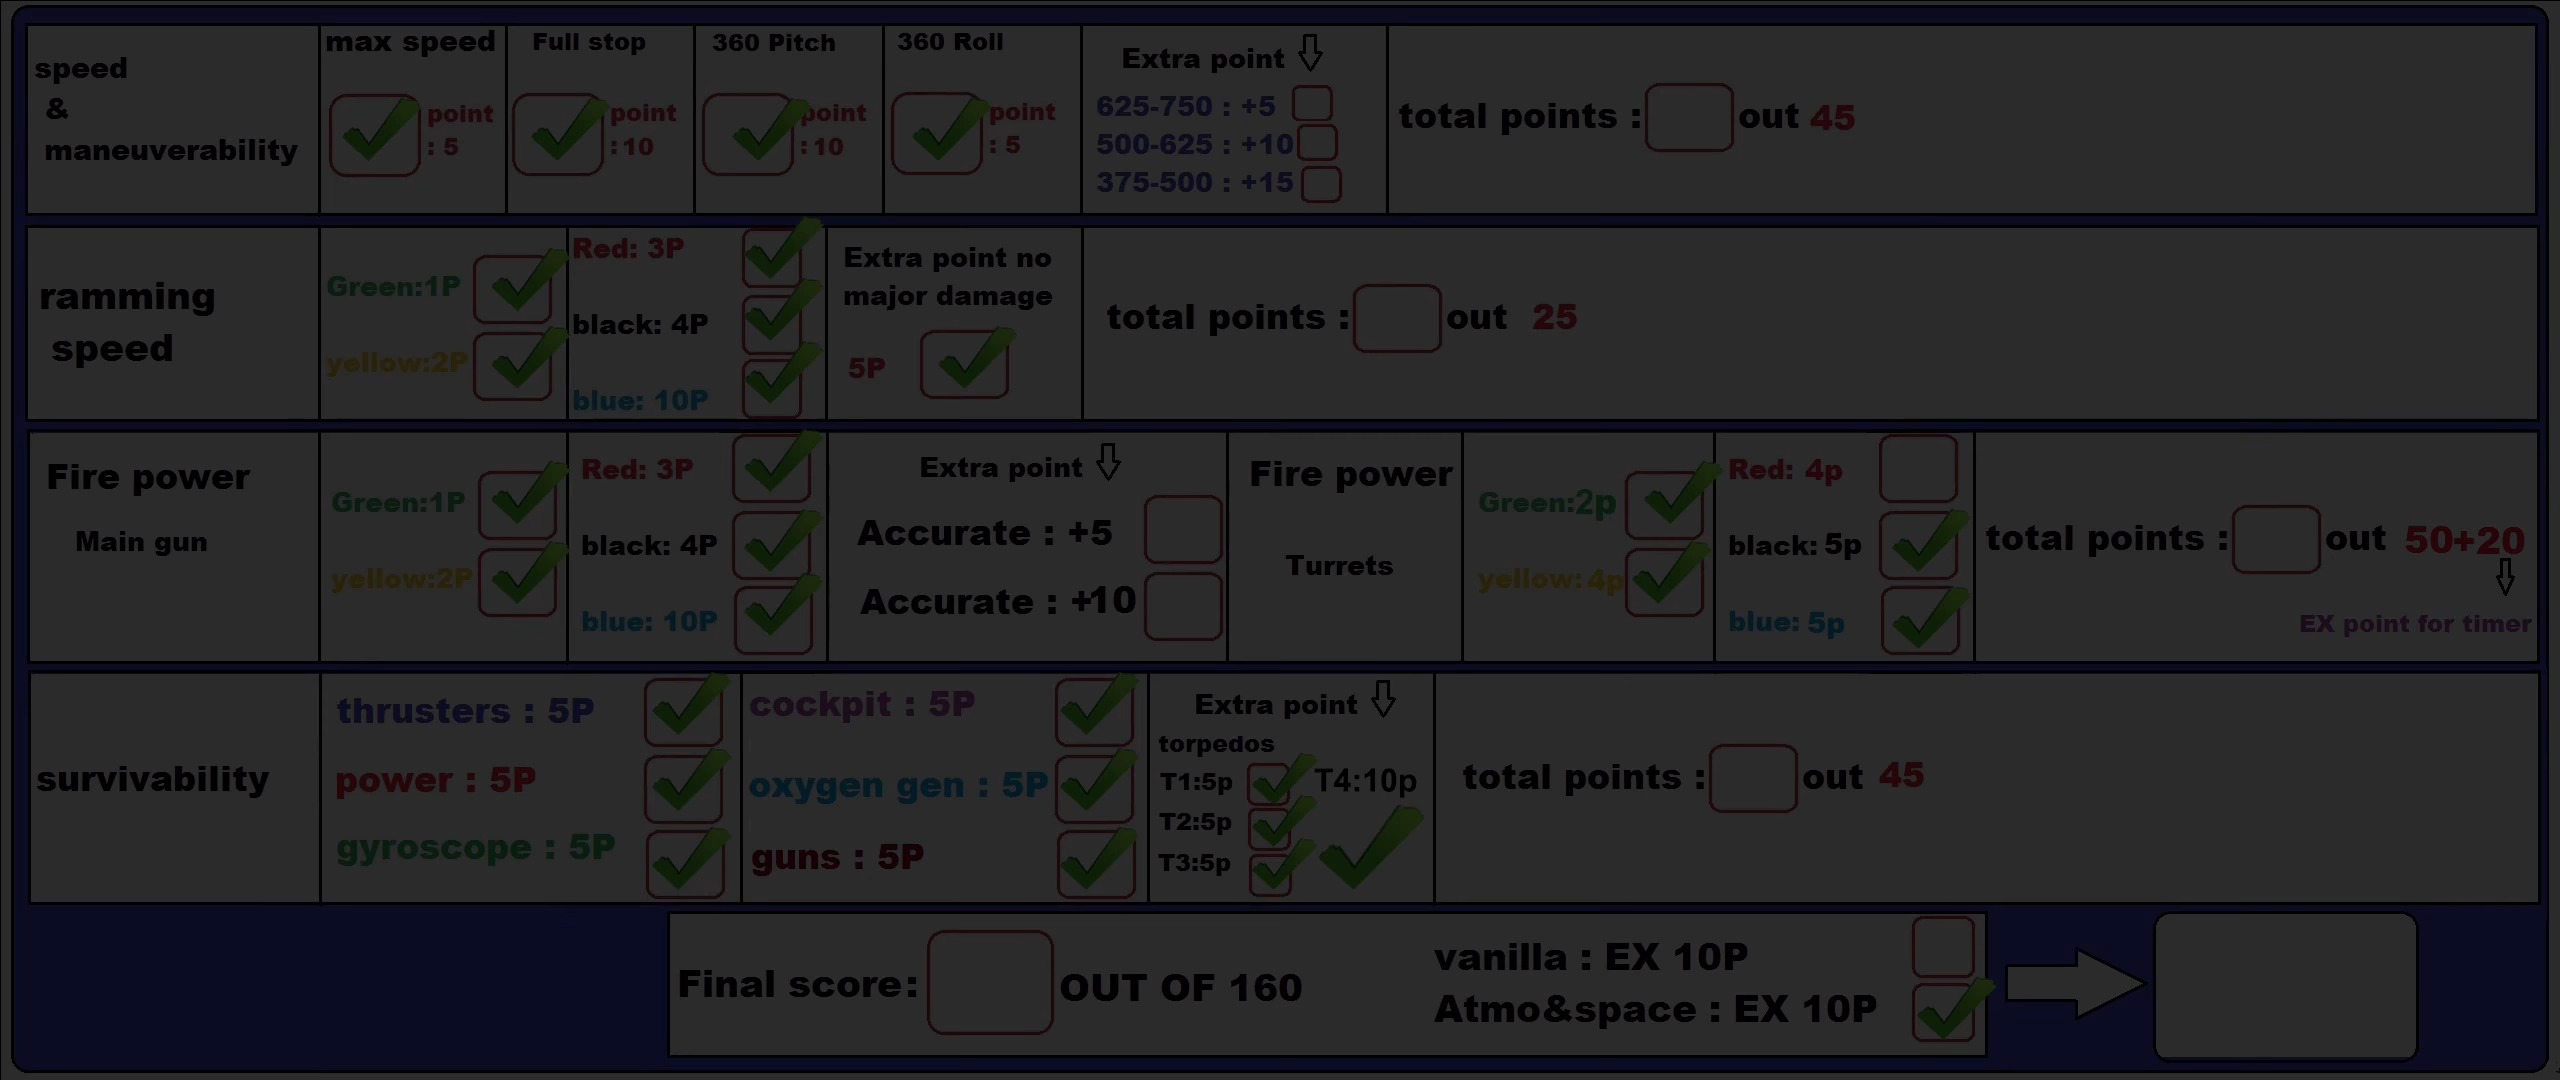 speed
&
maneuverability
max speed
point
: 5
Full stop
point
:10
360 Pitch
point
:10
360 Roll
point
: 5
Extra point
625-750 : +5
500-625 : +10
375-500 : +15
total points : out 45
ramming
speed
Green:1P
yellow:2P
Red: 3P
black: 4P
blue: 10P
Extra point no
major damage
5P
total points : out 25
Fire power
Main gun
Green:1P
yellow:2P
Red: 3P
black: 4P
blue: 10P
Extra point
Accurate : +5
Accurate : +10
Fire power
Turrets
Green:2p
yellow:4p
Red: 4p
black: 5p
blue: 5p
total points : out 50+20
EX point for timer
survivability
thrusters : 5P
power : 5P
gyroscope : 5P
cockpit : 5P
oxygen gen : 5P
guns : 5P
Extra point
torpedos
T1:5p T4:10p
T2:5p
T3:5p
total points : out 45
Final score: OUT OF 160
vanilla : EX 10P
Atmo&space : EX 10P